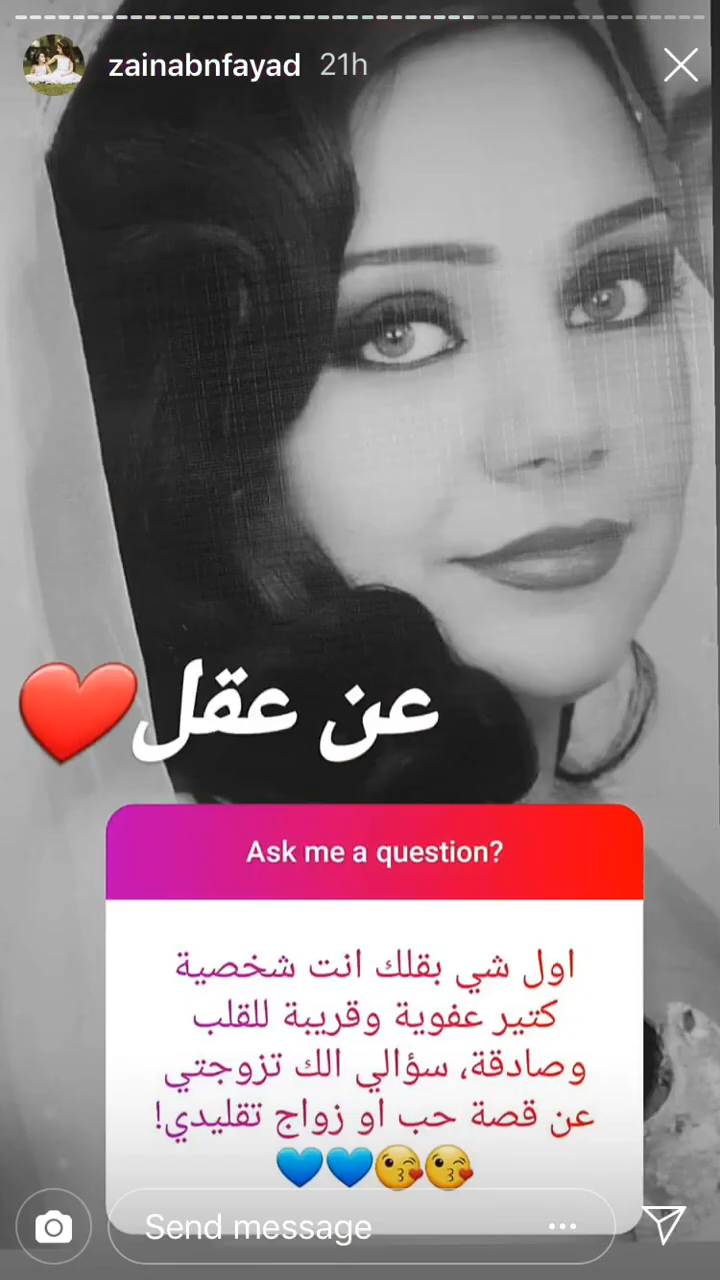 zainabnfayad 21h
عن عقل❤️
Ask me a question?
اول شي بقلك انت شخصية
كتير عفوية وقريبة للقلب
وصادقة، سؤالي الك تزوجتي
عن قصة حب او زواج تقليدي!
💙💙😘😘
Send message